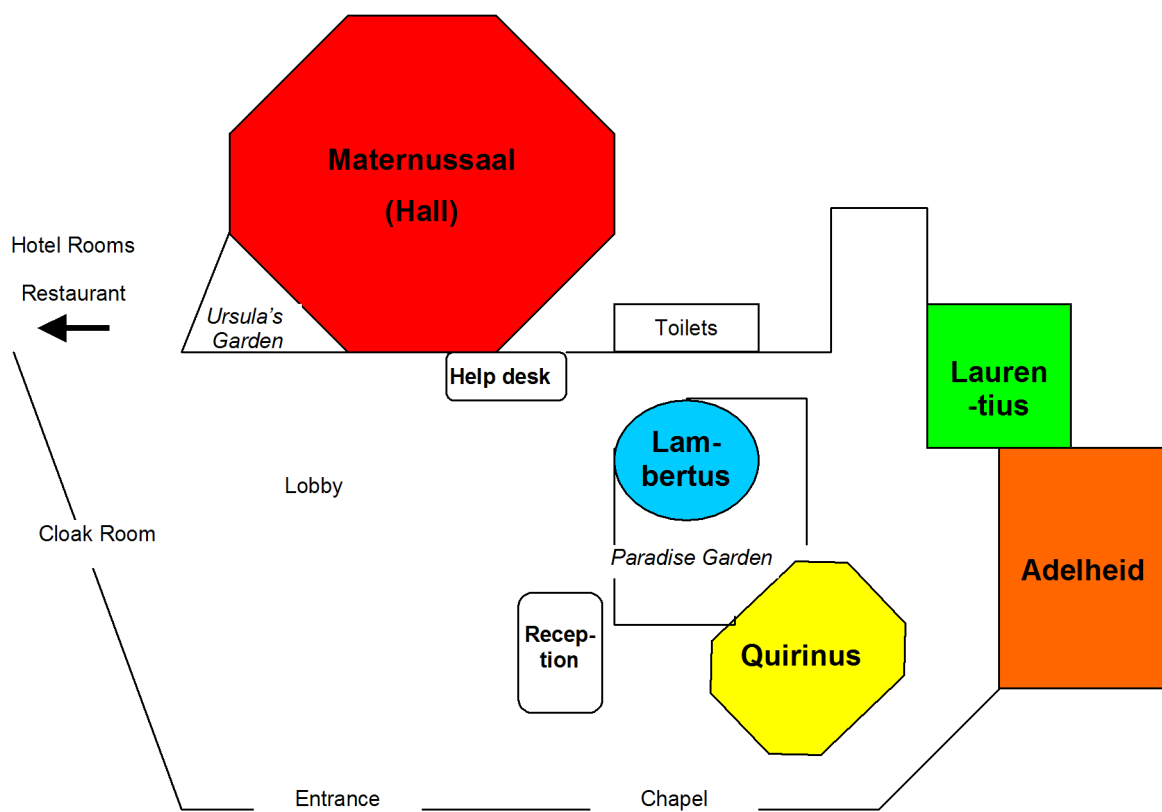 Maternussaal
(Hall)
Hotel Rooms
Restaurant
Ursula's
Garden
Toilets
Help desk
Lauren
-tius
Lam-
bertus
Lobby
Cloak Room
Paradise Garden
Adelheid
Recep-
tion
Quirinus
Entrance
Chapel